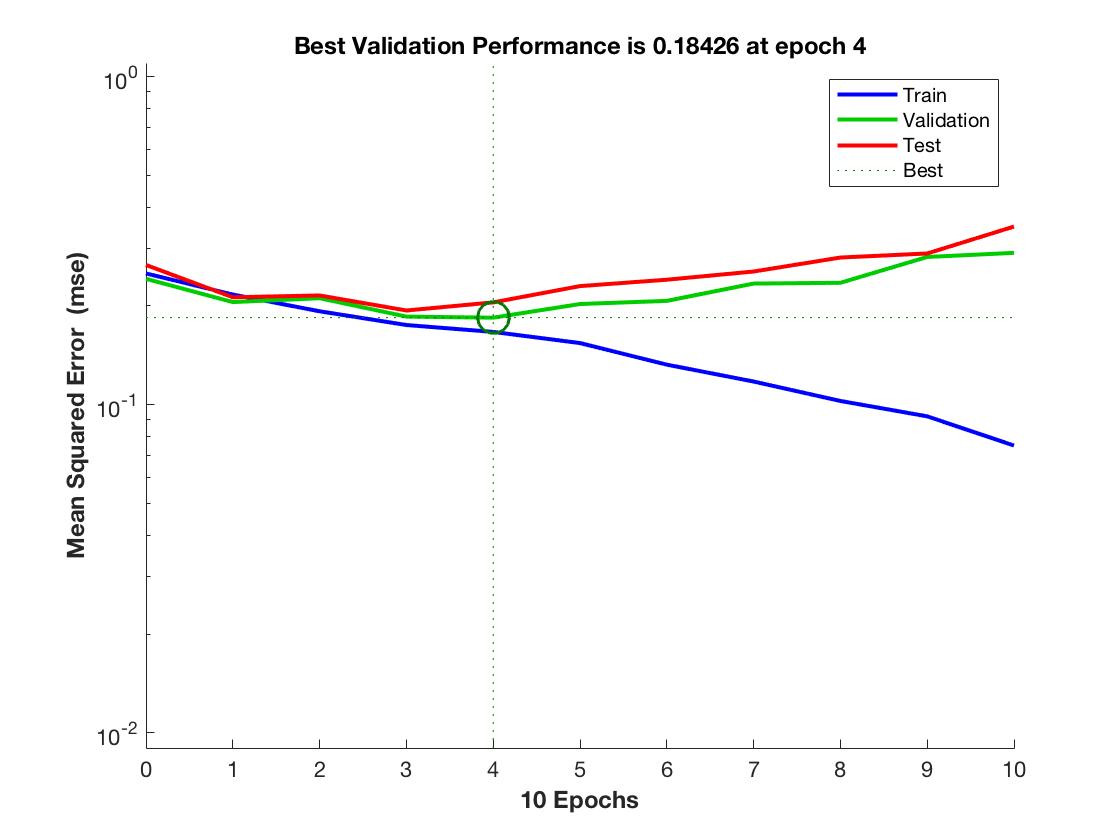 Best Validation Performance is 0.18426 at epoch 4
Train
Validation
Test
Best
Mean Squared Error (mse)
10^0
10^-1
10^-2
0 1 2 3 4 5 6 7 8 9 10
10 Epochs